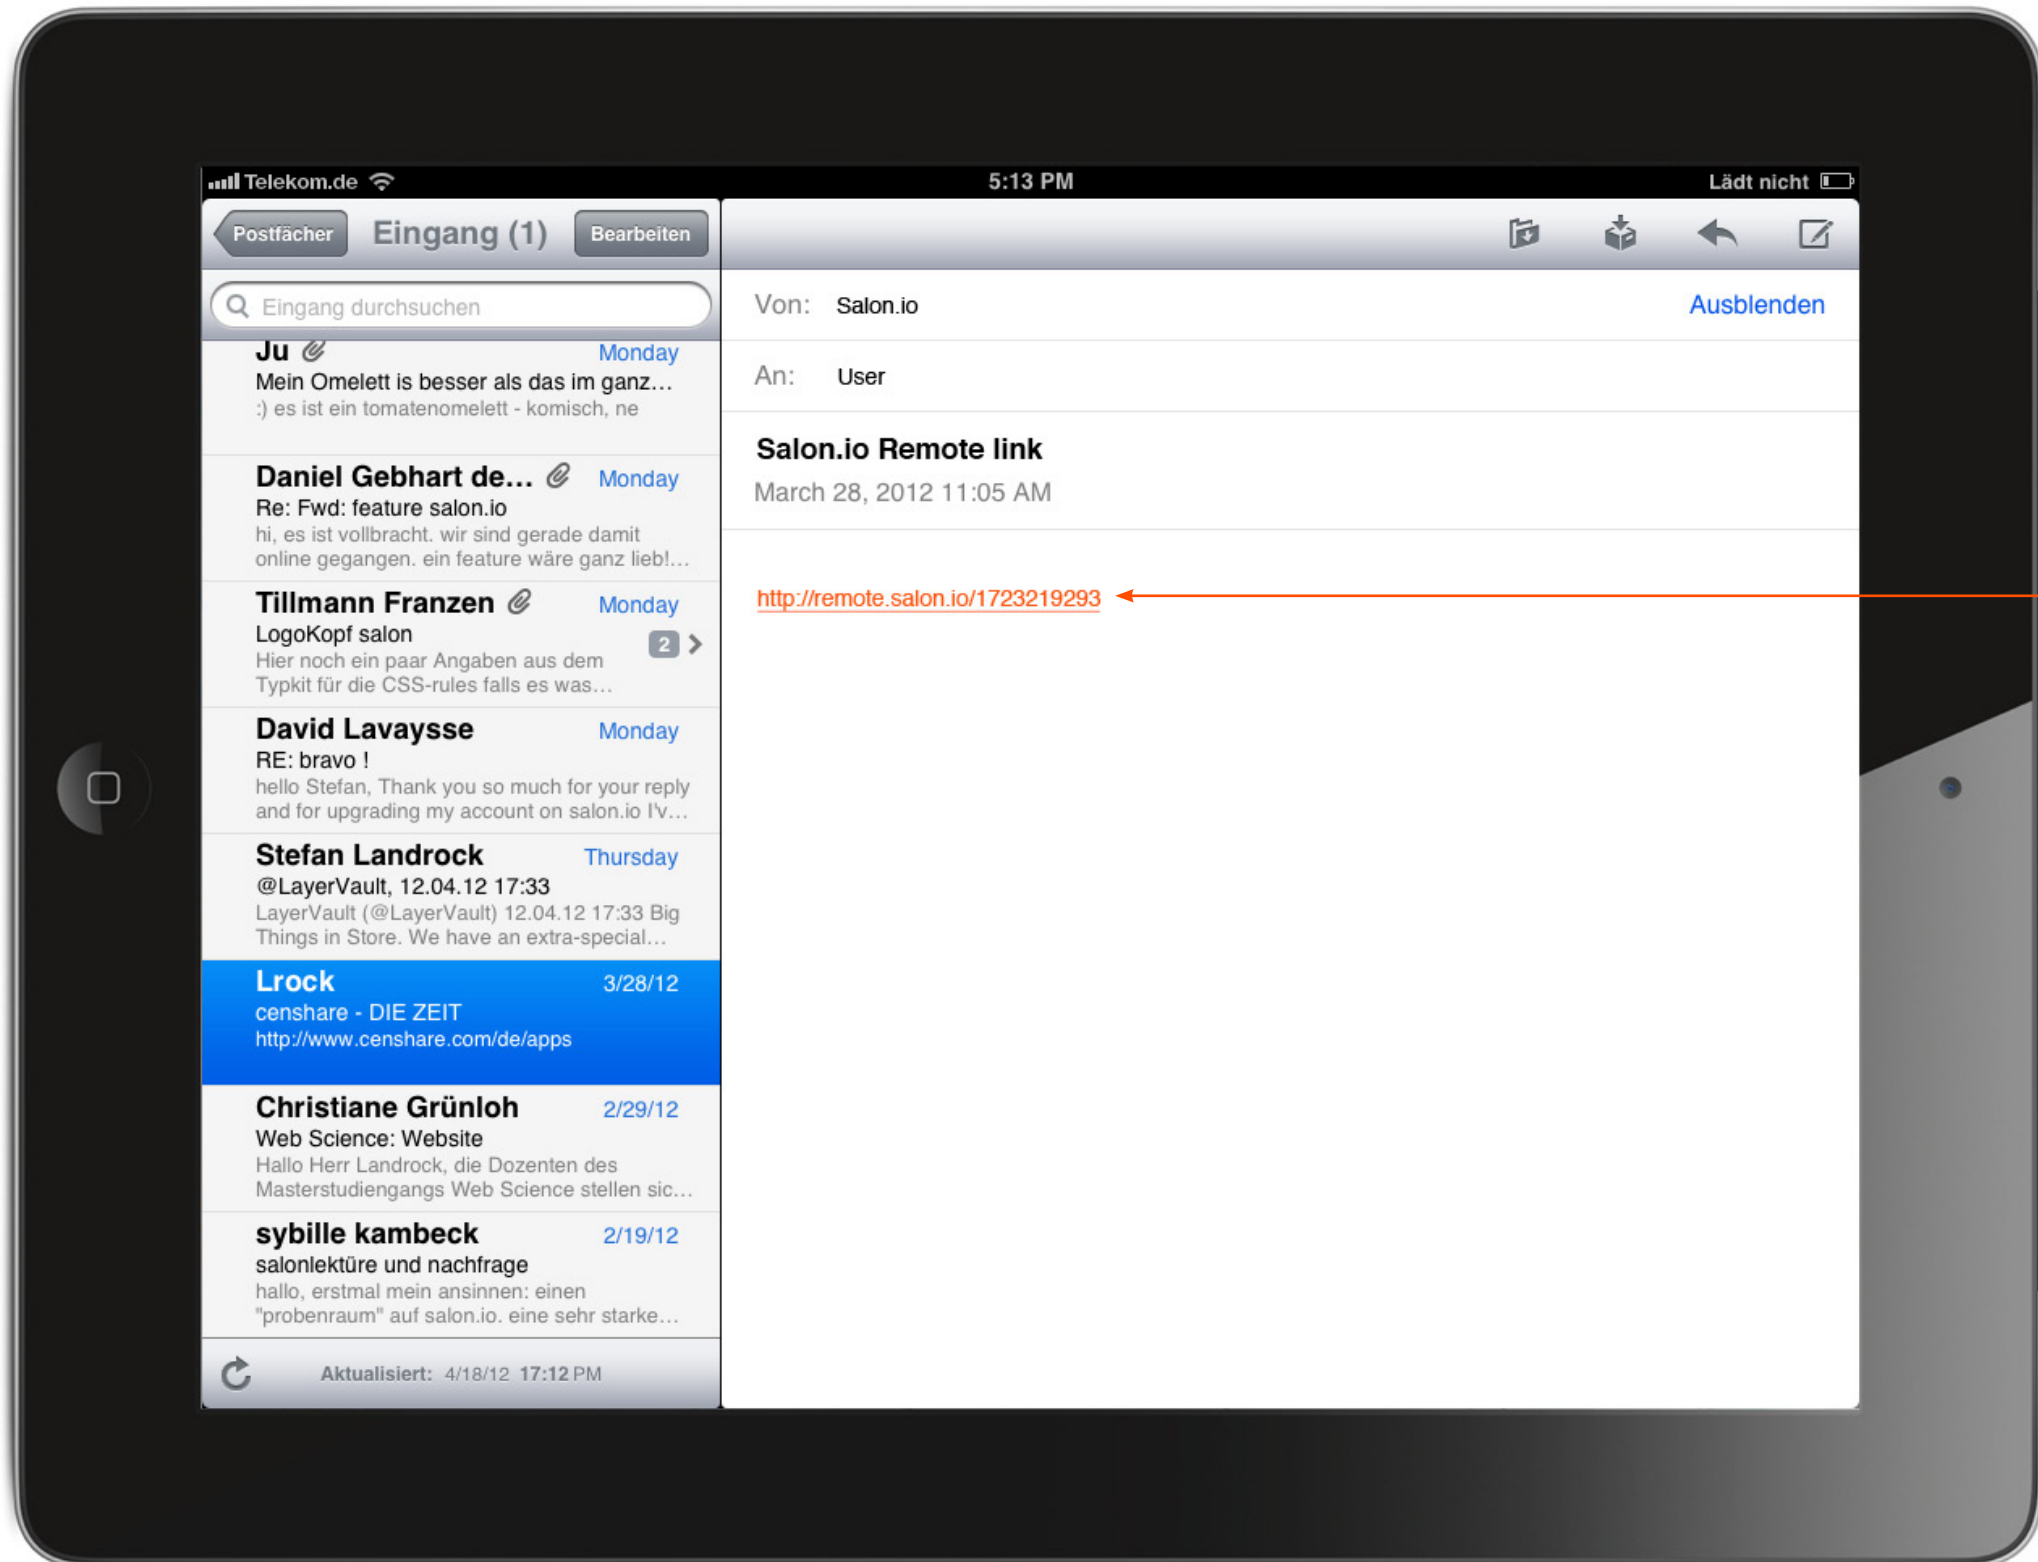 Telekom.de
5:13 PM
Lädt nicht
Postfächer
Eingang (1)
Bearbeiten
Eingang durchsuchen
Ju
Monday
Mein Omelett is besser als das im ganz…
:) es ist ein tomatenomelett - komisch, ne
Daniel Gebhart de…
Monday
Re: Fwd: feature salon.io
hi, es ist vollbracht. wir sind gerade damit
online gegangen. ein feature wäre ganz lieb!…
Tillmann Franzen
Monday
LogoKopf salon
2
Hier noch ein paar Angaben aus dem
Typkit für die CSS-rules falls es was…
David Lavaysse
Monday
RE: bravo !
hello Stefan, Thank you so much for your reply
and for upgrading my account on salon.io I'v…
Stefan Landrock
Thursday
@LayerVault, 12.04.12 17:33
LayerVault (@LayerVault) 12.04.12 17:33 Big
Things in Store. We have an extra-special…
Lrock
3/28/12
censhare - DIE ZEIT
http://www.censhare.com/de/apps
Christiane Grünloh
2/29/12
Web Science: Website
Hallo Herr Landrock, die Dozenten des
Masterstudiengangs Web Science stellen sic…
sybille kambeck
2/19/12
salonlektüre und nachfrage
hallo, erstmal mein ansinnen: einen
"probenraum" auf salon.io. eine sehr starke…
Aktualisiert: 4/18/12 17:12 PM
Von: Salon.io
Ausblenden
An: User
Salon.io Remote link
March 28, 2012 11:05 AM
http://remote.salon.io/1723219293